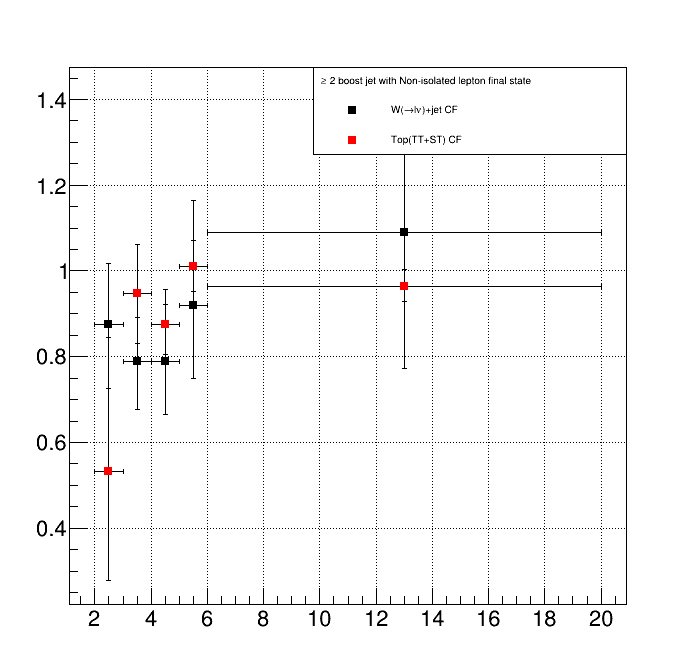 ≥ 2 boost jet with Non-isolated lepton final state
W(→lν)+jet CF
Top(TT+ST) CF
1.4
1.2
1
0.8
0.6
0.4
2 4 6 8 10 12 14 16 18 20